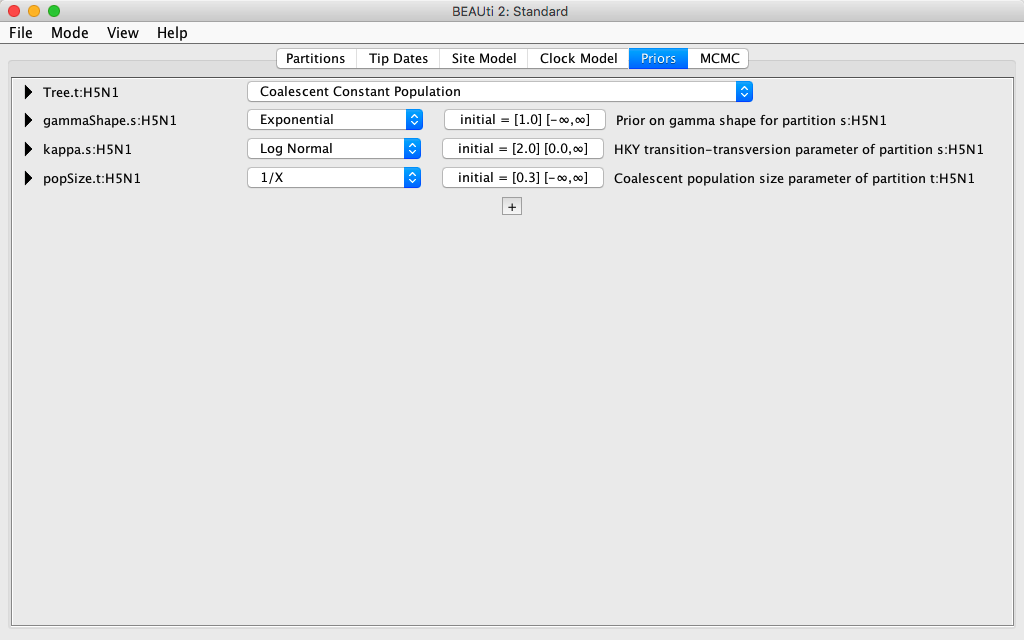 BEAUti 2: Standard
File Mode View Help
Partitions Tip Dates Site Model Clock Model Priors MCMC
Tree.t:H5N1 Coalescent Constant Population
gammaShape.s:H5N1 Exponential initial = [1.0] [-∞,∞] Prior on gamma shape for partition s:H5N1
kappa.s:H5N1 Log Normal initial = [2.0] [0.0,∞] HKY transition-transversion parameter of partition s:H5N1
popSize.t:H5N1 1/X initial = [0.3] [-∞,∞] Coalescent population size parameter of partition t:H5N1
+